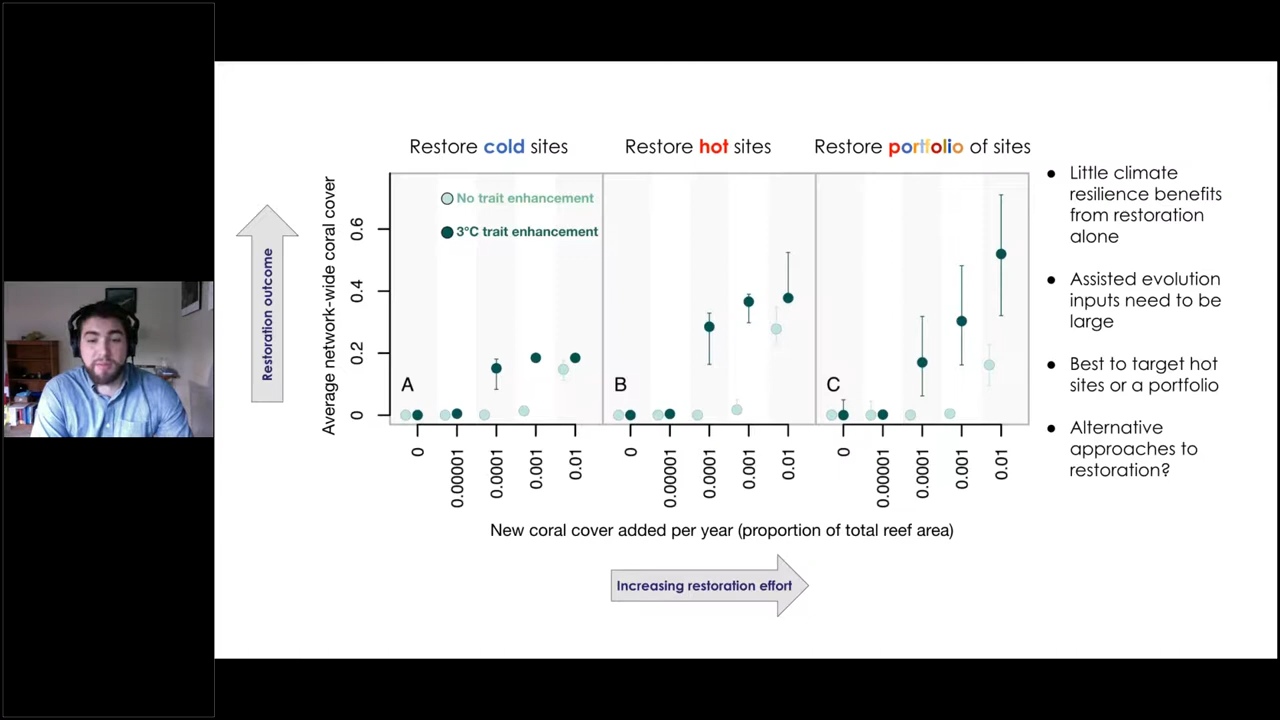 Restore cold sites
Restore hot sites
Restore portfolio of sites
Restoration outcome
Average network-wide coral cover
0.6
0.4
0.2
0
No trait enhancement
3°C trait enhancement
A
B
C
0
0.00001
0.0001
0.001
0.01
0
0.00001
0.0001
0.001
0.01
0
0.00001
0.0001
0.001
0.01
New coral cover added per year (proportion of total reef area)
Increasing restoration effort
● Little climate
resilience benefits
from restoration
alone
● Assisted evolution
inputs need to be
large
● Best to target hot
sites or a portfolio
● Alternative
approaches to
restoration?